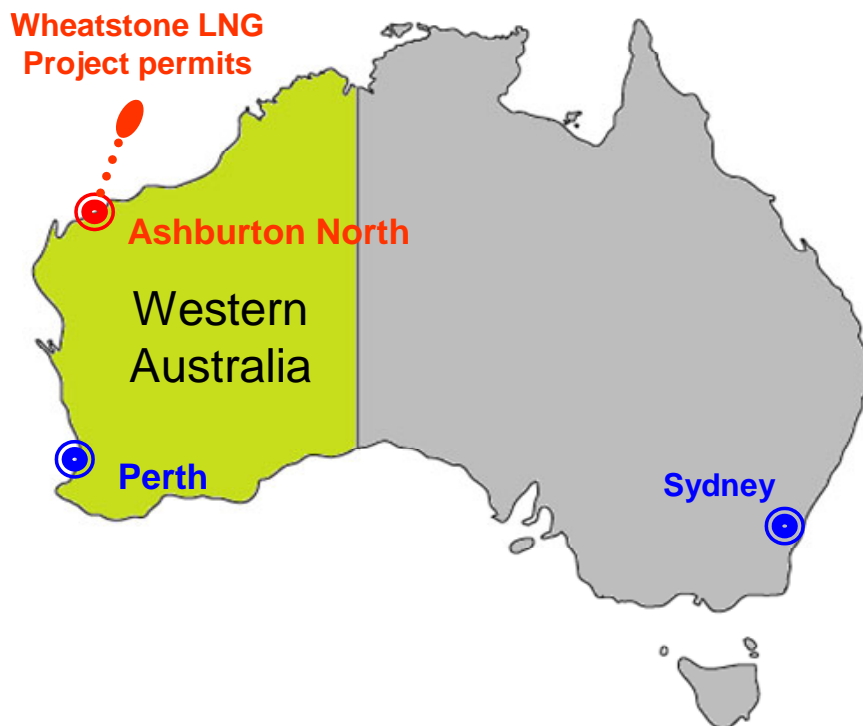 Wheatstone LNG
Project permits
Ashburton North
Western
Australia
Perth
Sydney